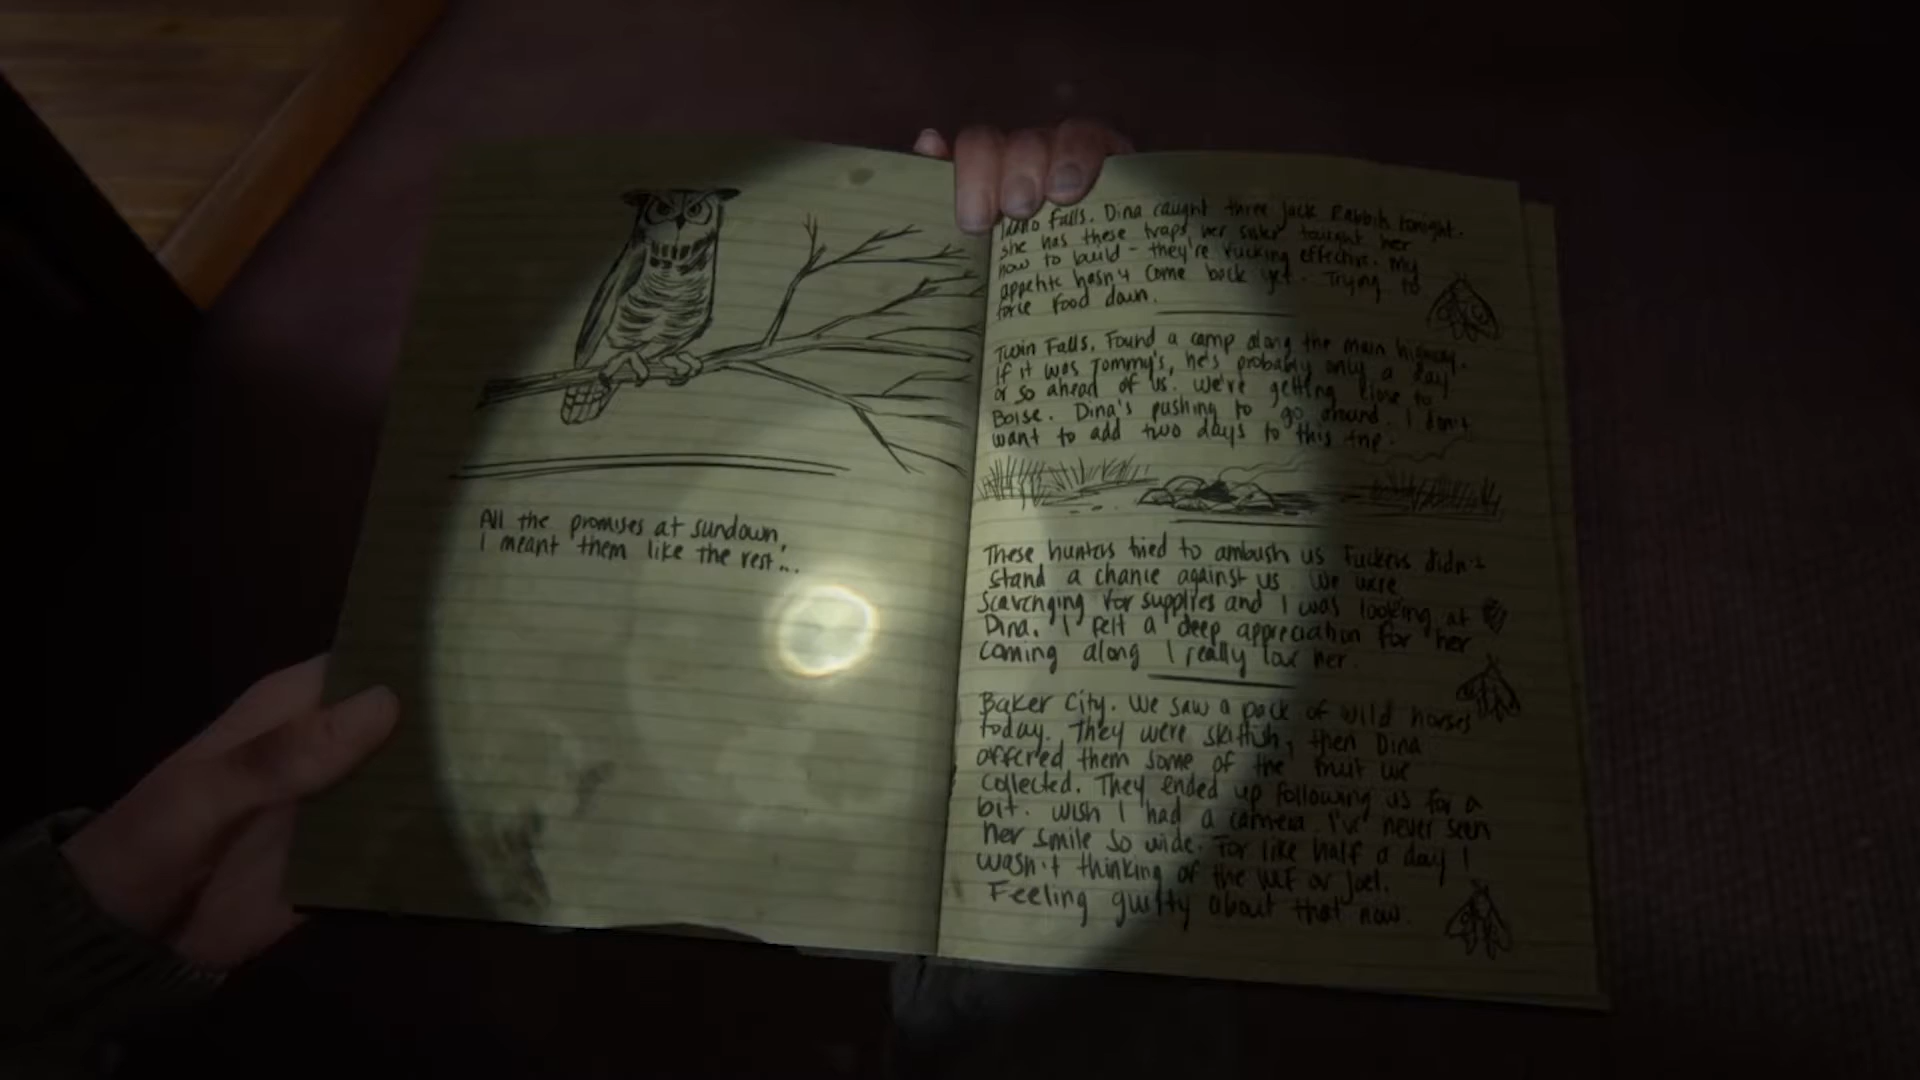 All the promises at sundown,
I meant them like the rest...
Idaho Falls. Dina caught three Jack Rabbits tonight.
she has these traps her sister taught her
how to build - they're fucking effective. My
appetite hasn't come back yet. Trying to
force food down.
Twin Falls. Found a camp along the main highway.
If it was Tommy's, he's probably only a day
or so ahead of us. We're getting close to
Boise. Dina's pushing to go around. I don't
want to add two days to this trip.
These hunters tried to ambush us Fuckers didn't
stand a chance against us. We were
scavenging for supplies and I was looking at
Dina. I felt a deep appreciation for her
coming along I really love her.
Baker City. We saw a pack of wild horses
today. They were skittish, then Dina
offered them some of the fruit we
collected. They ended up following us for a
bit. Wish I had a camera. I've never seen
her smile so wide. For like half a day I
wasn't thinking of the WLF or Joel.
Feeling guilty about that now.